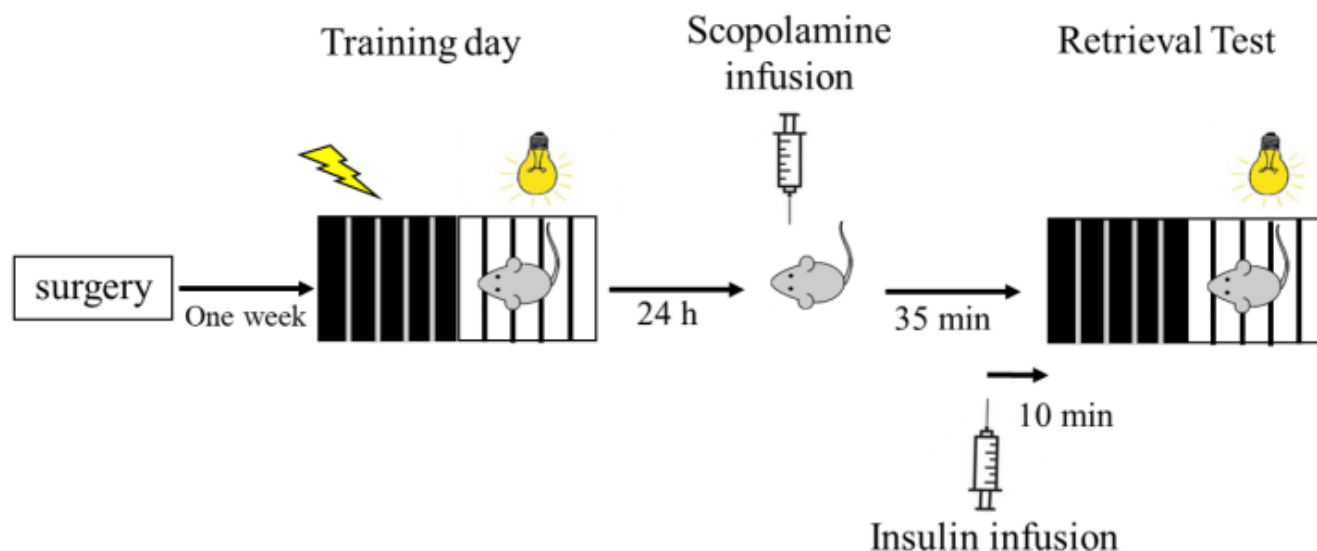 Training day
Scopolamine
infusion
Retrieval Test
surgery
One week
24 h
35 min
10 min
Insulin infusion